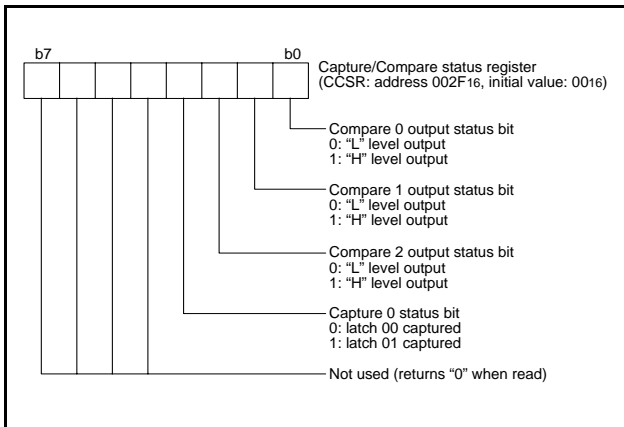 b7 b0
Capture/Compare status register
(CCSR: address 002F16, initial value: 0016)
Compare 0 output status bit
0: “L” level output
1: “H” level output
Compare 1 output status bit
0: “L” level output
1: “H” level output
Compare 2 output status bit
0: “L” level output
1: “H” level output
Capture 0 status bit
0: latch 00 captured
1: latch 01 captured
Not used (returns “0” when read)